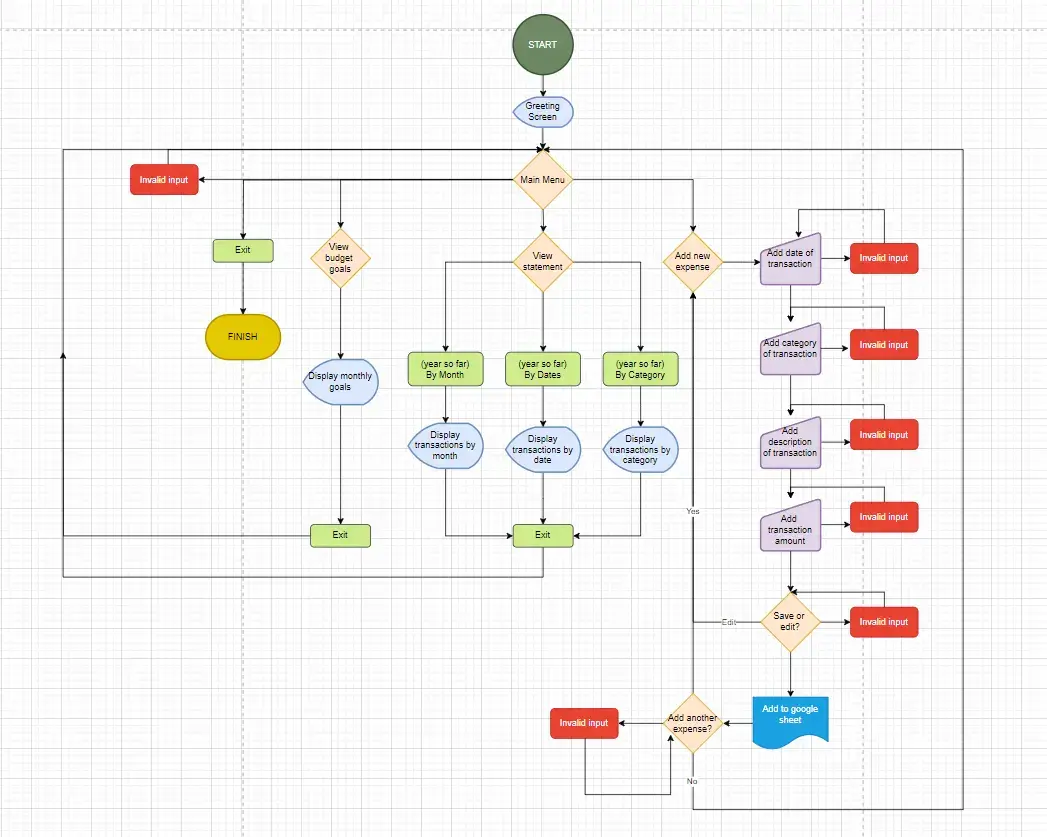 START
Greeting
Screen
Main Menu
Invalid input
Exit
FINISH
View
budget
goals
Display monthly
goals
Exit
View
statement
(year so far)
By Month
(year so far)
By Dates
(year so far)
By Category
Display
transactions by
month
Display
transactions by
date
Display
transactions by
category
Exit
Add new
expense
Add date of
transaction
Invalid input
Add category
of transaction
Invalid input
Add
description
of transaction
Invalid input
Add
transaction
amount
Invalid input
Yes
Edit
Save or
edit?
Invalid input
Add to google
sheet
Add another
expense?
Invalid input
No